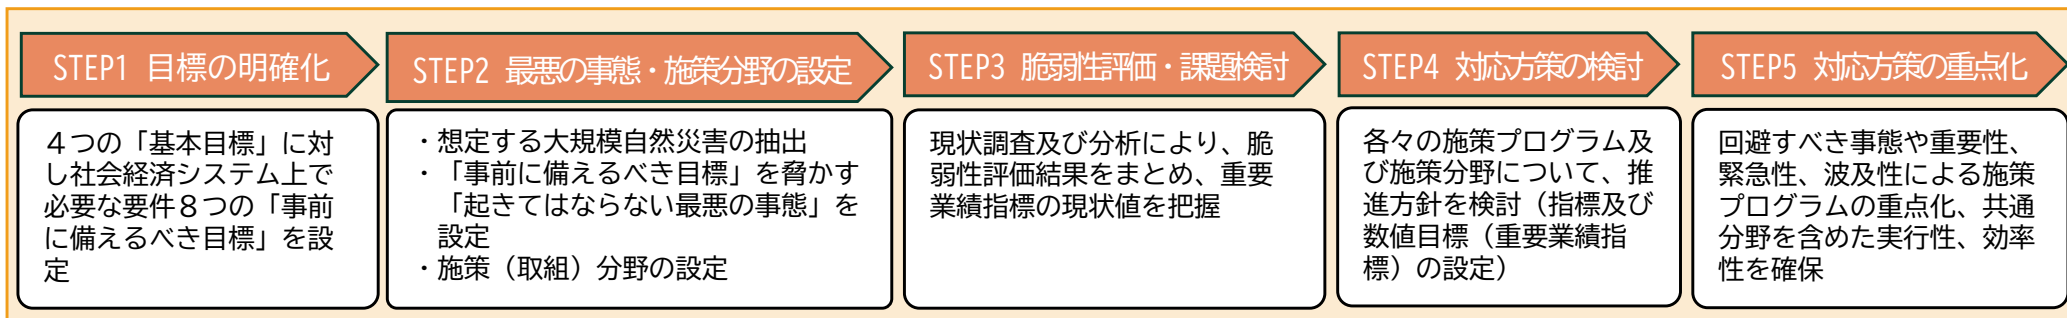 STEP1 目標の明確化
４つの「基本目標」に対
し社会経済システム上で
必要な要件８つの「事前
に備えるべき目標」を設
定
STEP2 最悪の事態・施策分野の設定
・想定する大規模自然災害の抽出
・「事前に備えるべき目標」を脅かす
「起きてはならない最悪の事態」を
設定
・施策（取組）分野の設定
STEP3 脆弱性評価・課題検討
現状調査及び分析により、脆
弱性評価結果をまとめ、重要
業績指標の現状値を把握
STEP4 対応方策の検討
各々の施策プログラム及
び施策分野について、推
進方針を検討（指標及び
数値目標（重要業績指
標）の設定）
STEP5 対応方策の重点化
回避すべき事態や重要性、
緊急性、波及性による施策
プログラムの重点化、共通
分野を含めた実行性、効率
性を確保